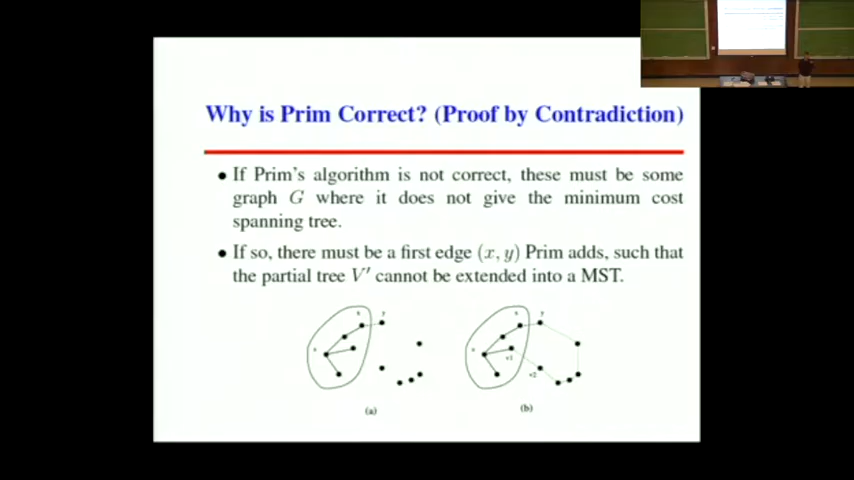 Why is Prim Correct? (Proof by Contradiction)
• If Prim's algorithm is not correct, these must be some
graph G where it does not give the minimum cost
spanning tree.
• If so, there must be a first edge (x, y) Prim adds, such that
the partial tree V′ cannot be extended into a MST.
x y
x y
s
s
v1
v2
(a)
(b)